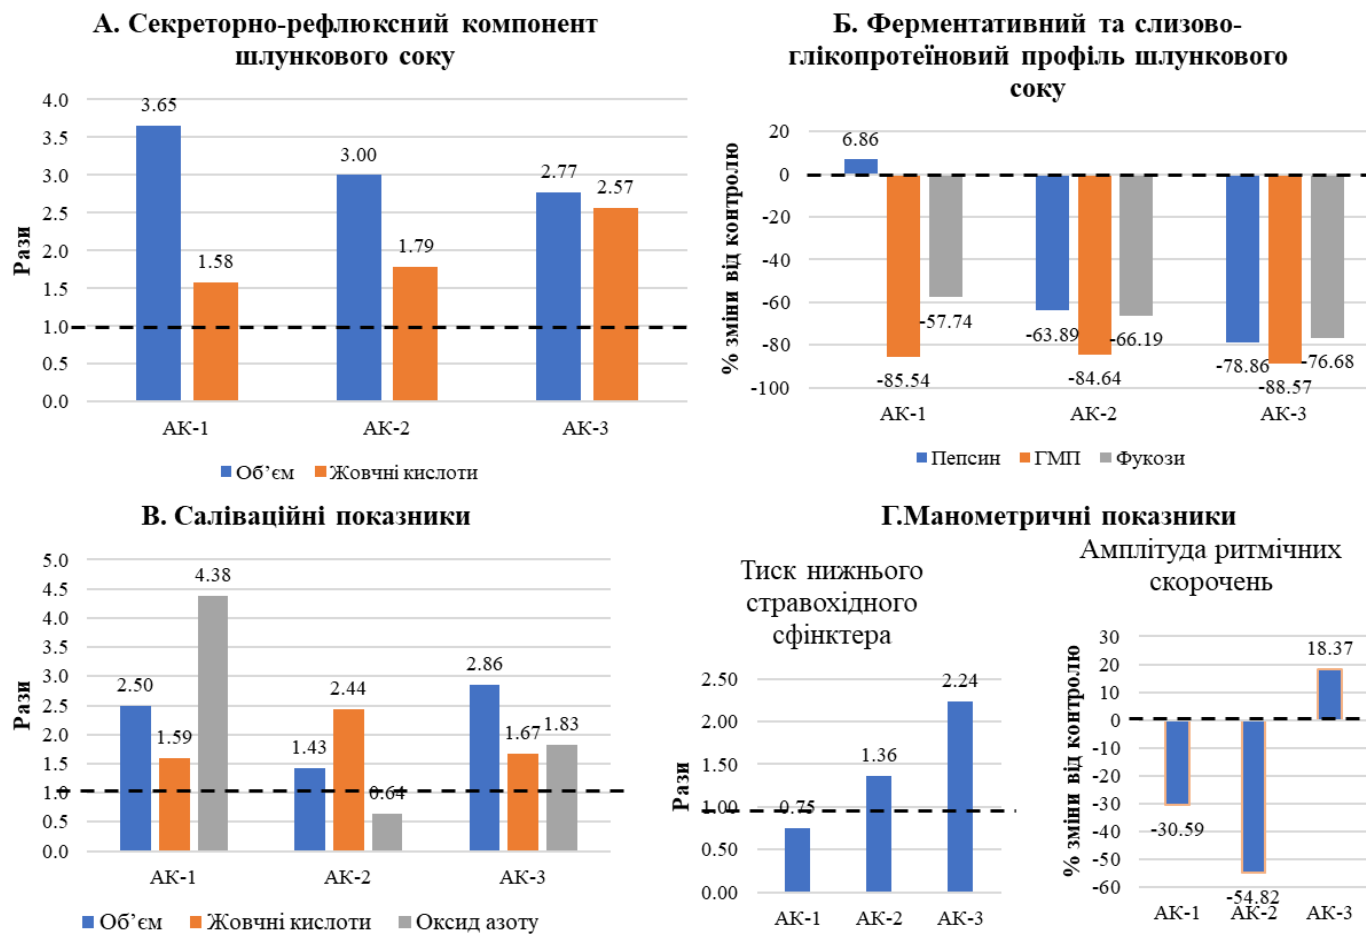 А. Секреторно-рефлюксний компонент
шлункового соку
Рази
4.0
3.5
3.0
2.5
2.0
1.5
1.0
0.5
0.0
3.65
1.58
3.00
1.79
2.77
2.57
АК-1
АК-2
АК-3
Об’єм
Жовчні кислоти
Б. Ферментативний та слизово-
глікопротеїновий профіль шлункового
соку
% зміни від контролю
20
0
-20
-40
-60
-80
-100
6.86
-85.54
-57.74
-63.89
-84.64
-66.19
-78.86
-88.57
-76.68
АК-1
АК-2
АК-3
Пепсин
ГМП
Фукози
В. Саліваційні показники
Рази
5.0
4.5
4.0
3.5
3.0
2.5
2.0
1.5
1.0
0.5
0.0
2.50
1.59
4.38
1.43
2.44
0.64
2.86
1.67
1.83
АК-1
АК-2
АК-3
Об’єм
Жовчні кислоти
Оксид азоту
Г.Манометричні показники
Тиск нижнього
стравохідного
сфінктера
Рази
2.50
2.00
1.50
1.00
0.50
0.00
0.75
1.36
2.24
АК-1
АК-2
АК-3
Амплітуда ритмічних
скорочень
% зміни від контролю
30
20
10
0
-10
-20
-30
-40
-50
-60
-30.59
-54.82
18.37
АК-1
АК-2
АК-3